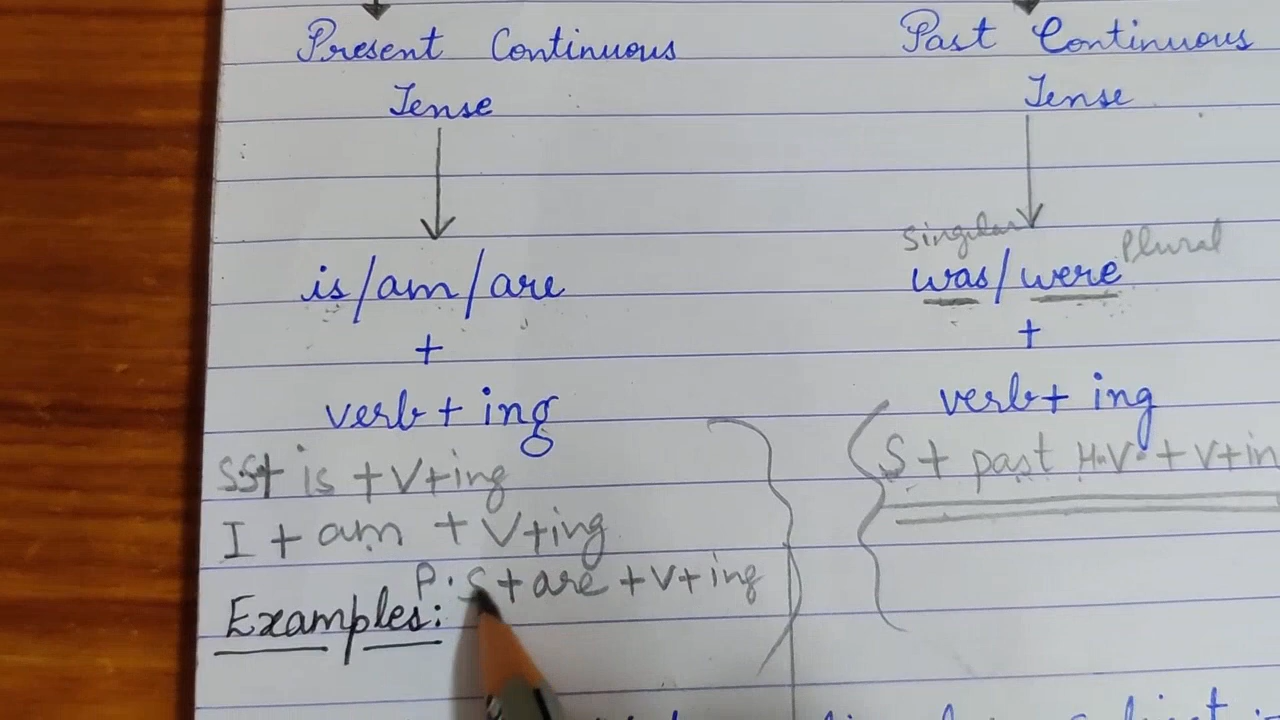 Present Continuous
Tense
is/am/are
+
verb + ing
S.S+ is +V+ing
I + am + V+ing
P.S+are+V+ing
Examples:
Past Continuous
Tense
Singular
Plural
was/were
+
verb+ ing
S+ past H.V. + V+in